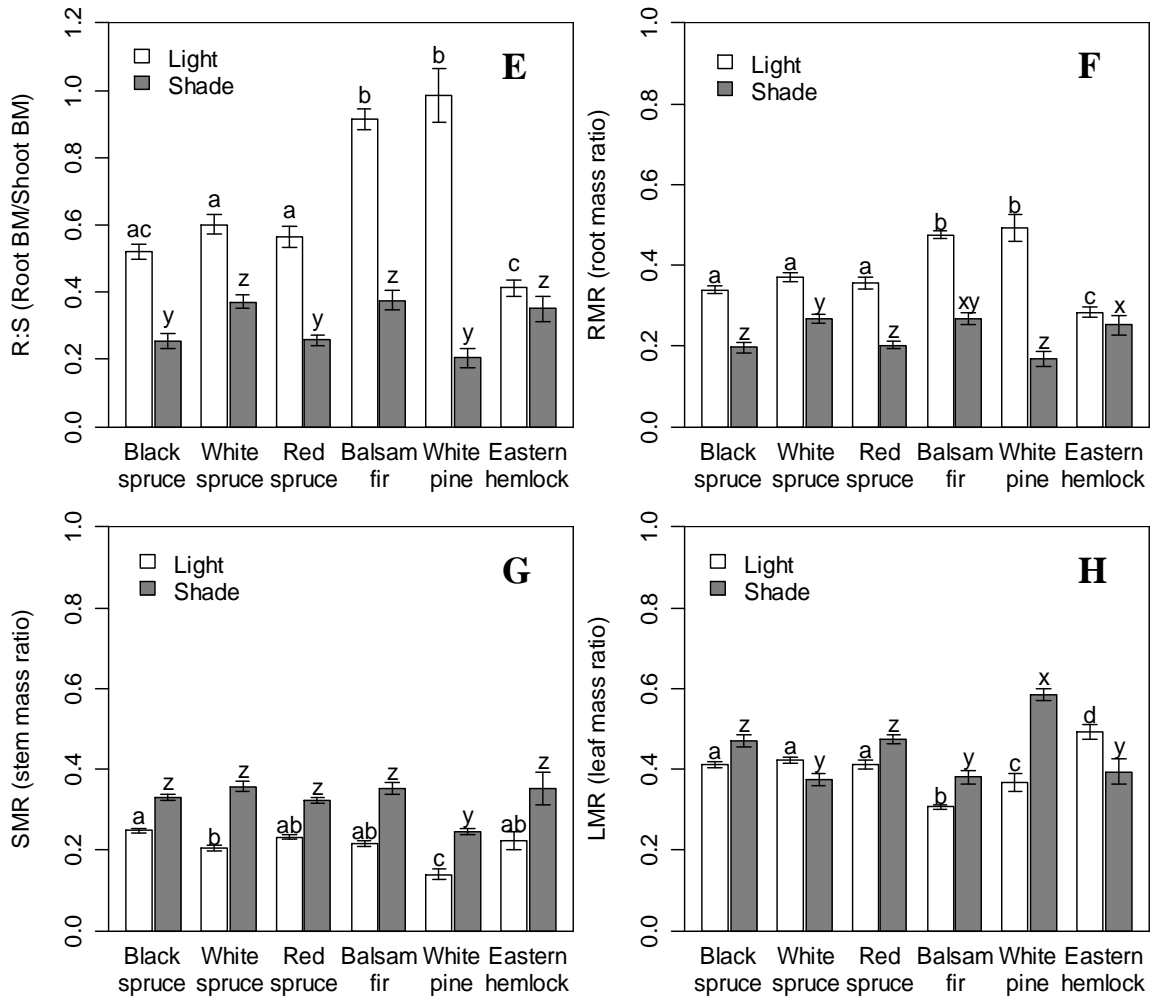 R:S (Root BM/Shoot BM)
0.0 0.2 0.4 0.6 0.8 1.0 1.2
Light
Shade
E
ac y a z a y b z b y c z
Black spruce
White spruce
Red spruce
Balsam fir
White pine
Eastern hemlock
RMR (root mass ratio)
0.0 0.2 0.4 0.6 0.8 1.0
Light
Shade
F
a z a y a z b xy b z c x
Black spruce
White spruce
Red spruce
Balsam fir
White pine
Eastern hemlock
SMR (stem mass ratio)
0.0 0.2 0.4 0.6 0.8 1.0
Light
Shade
G
a z b z ab z ab z c y ab z
Black spruce
White spruce
Red spruce
Balsam fir
White pine
Eastern hemlock
LMR (leaf mass ratio)
0.0 0.2 0.4 0.6 0.8 1.0
Light
Shade
H
a z a y a z b y c x d y
Black spruce
White spruce
Red spruce
Balsam fir
White pine
Eastern hemlock